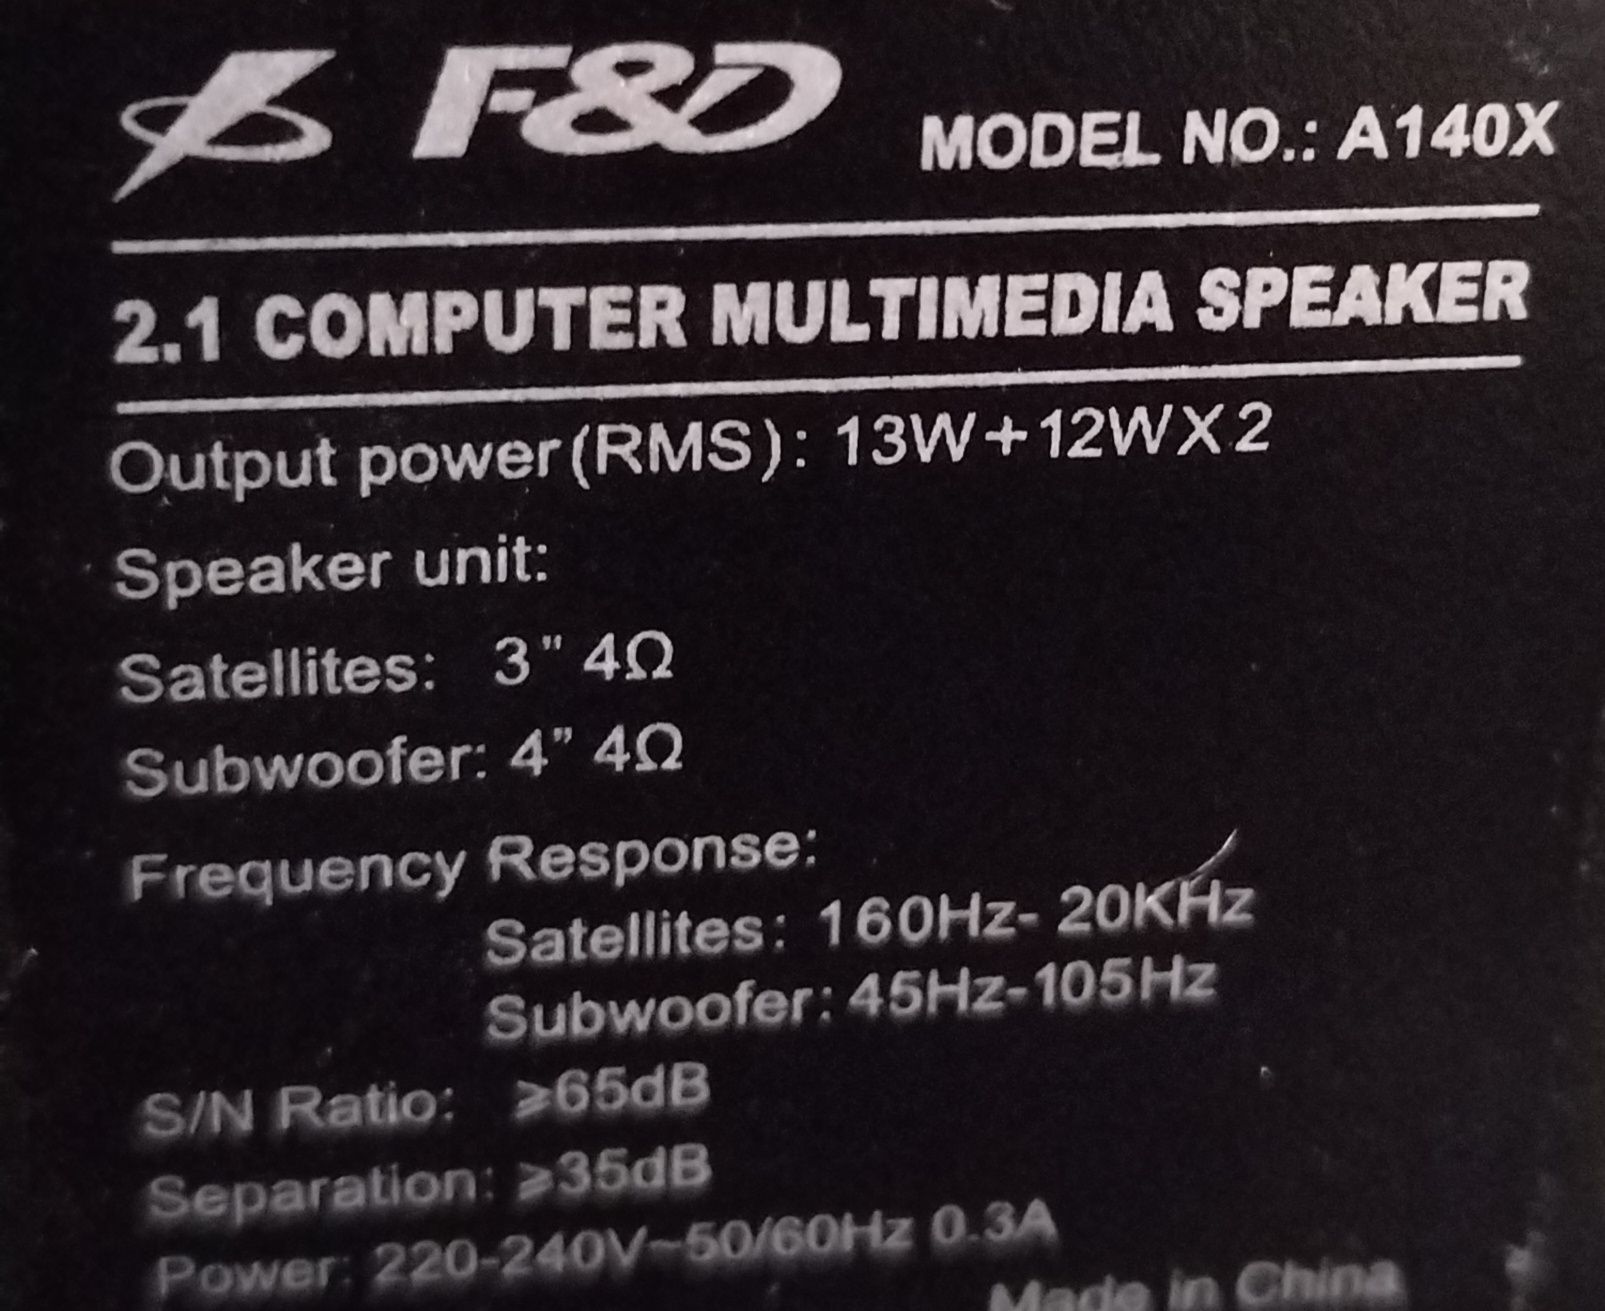 F&D MODEL NO.: A140X
2.1 COMPUTER MULTIMEDIA SPEAKER
Output power(RMS): 13W+12WX2
Speaker unit:
Satellites: 3" 4Ω
Subwoofer: 4” 4Ω
Frequency Response:
Satellites: 160Hz- 20KHz
Subwoofer: 45Hz-105Hz
S/N Ratio: ⩾65dB
Separation: ⩾35dB
Power: 220-240V~50/60Hz 0.3A
Made in China